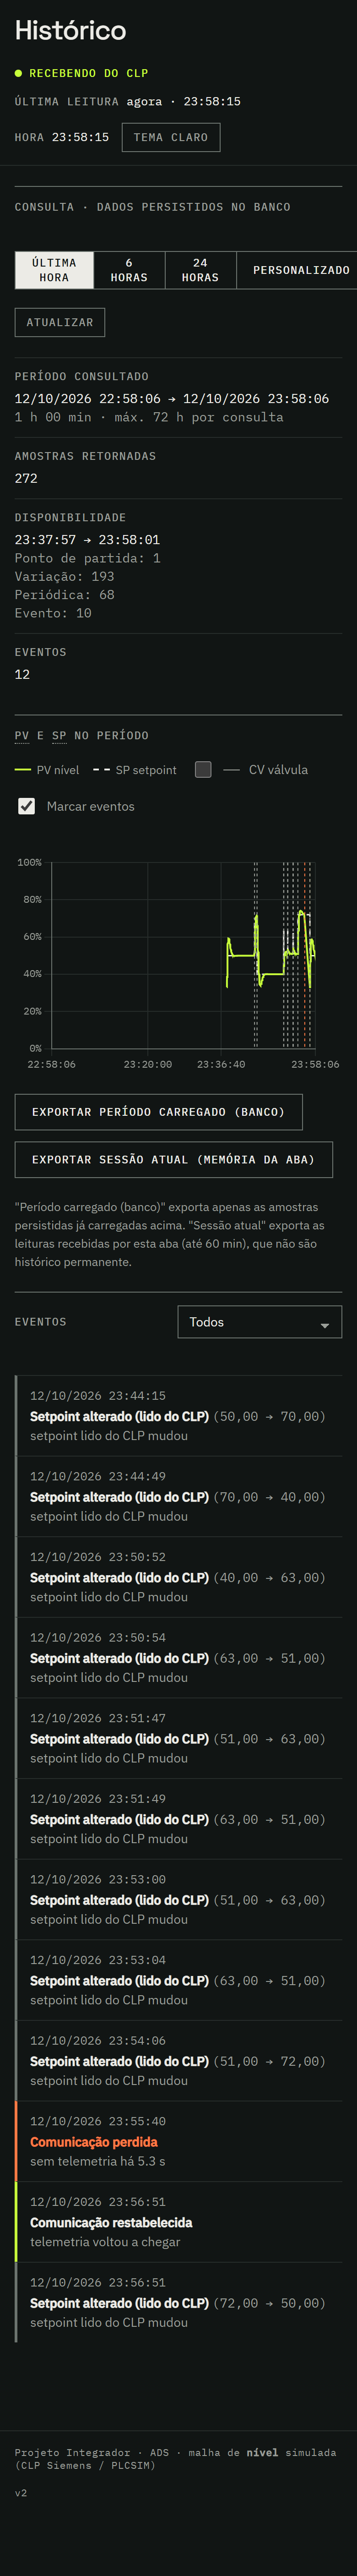 Histórico
RECEBENDO DO CLP
ÚLTIMA LEITURA agora · 23:58:15
HORA 23:58:15 TEMA CLARO
CONSULTA · DADOS PERSISTIDOS NO BANCO
ÚLTIMA HORA 6 HORAS 24 HORAS PERSONALIZADO
ATUALIZAR
PERÍODO CONSULTADO
12/10/2026 22:58:06 → 12/10/2026 23:58:06
1 h 00 min · máx. 72 h por consulta
AMOSTRAS RETORNADAS
272
DISPONIBILIDADE
23:37:57 → 23:58:01
Ponto de partida: 1
Variação: 193
Periódica: 68
Evento: 10
EVENTOS
12
PV E SP NO PERÍODO
PV nível SP setpoint CV válvula
Marcar eventos
100%
80%
60%
40%
20%
0%
22:58:06 23:20:00 23:36:40 23:58:06
EXPORTAR PERÍODO CARREGADO (BANCO)
EXPORTAR SESSÃO ATUAL (MEMÓRIA DA ABA)
"Período carregado (banco)" exporta apenas as amostras
persistidas já carregadas acima. "Sessão atual" exporta as
leituras recebidas por esta aba (até 60 min), que não são
histórico permanente.
EVENTOS Todos
12/10/2026 23:44:15
Setpoint alterado (lido do CLP) (50,00 → 70,00)
setpoint lido do CLP mudou
12/10/2026 23:44:49
Setpoint alterado (lido do CLP) (70,00 → 40,00)
setpoint lido do CLP mudou
12/10/2026 23:50:52
Setpoint alterado (lido do CLP) (40,00 → 63,00)
setpoint lido do CLP mudou
12/10/2026 23:50:54
Setpoint alterado (lido do CLP) (63,00 → 51,00)
setpoint lido do CLP mudou
12/10/2026 23:51:47
Setpoint alterado (lido do CLP) (51,00 → 63,00)
setpoint lido do CLP mudou
12/10/2026 23:51:49
Setpoint alterado (lido do CLP) (63,00 → 51,00)
setpoint lido do CLP mudou
12/10/2026 23:53:00
Setpoint alterado (lido do CLP) (51,00 → 63,00)
setpoint lido do CLP mudou
12/10/2026 23:53:04
Setpoint alterado (lido do CLP) (63,00 → 51,00)
setpoint lido do CLP mudou
12/10/2026 23:54:06
Setpoint alterado (lido do CLP) (51,00 → 72,00)
setpoint lido do CLP mudou
12/10/2026 23:55:40
Comunicação perdida
sem telemetria há 5.3 s
12/10/2026 23:56:51
Comunicação restabelecida
telemetria voltou a chegar
12/10/2026 23:56:51
Setpoint alterado (lido do CLP) (72,00 → 50,00)
setpoint lido do CLP mudou
Projeto Integrador · ADS · malha de nível simulada
(CLP Siemens / PLCSIM)
v2